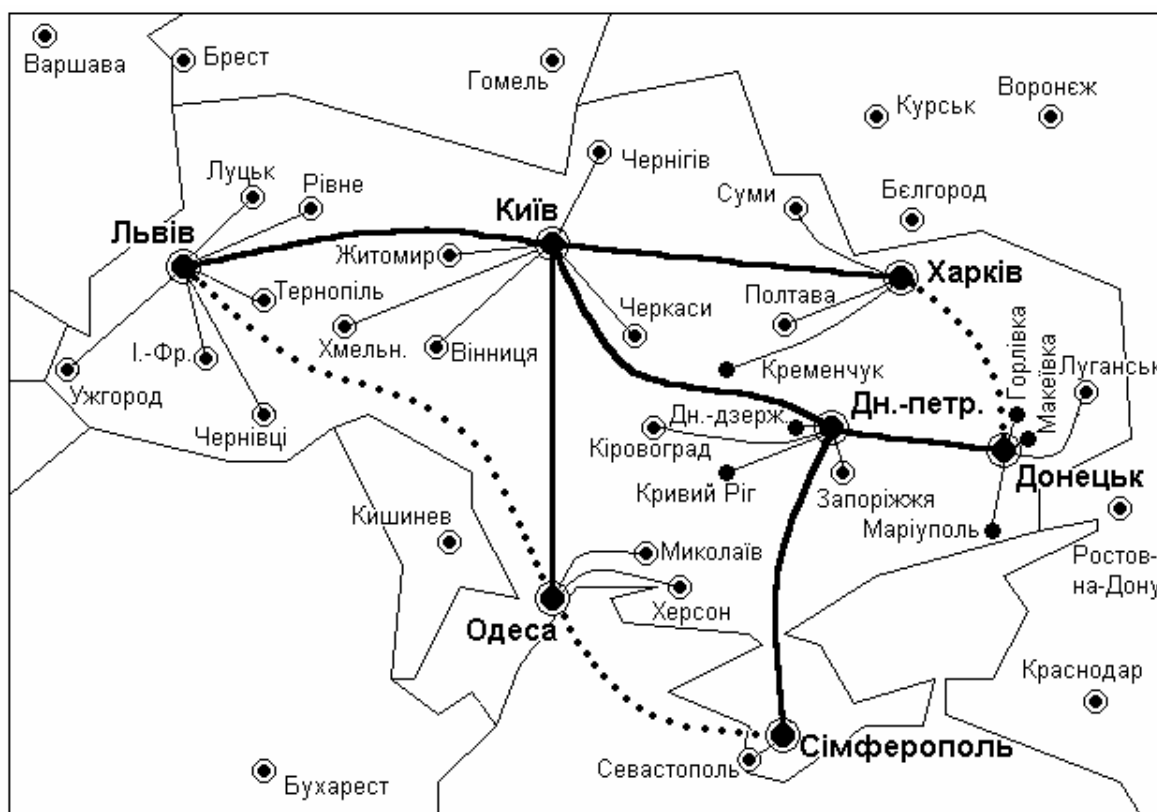 Варшава
Брест
Гомель
Курськ
Воронєж
Чернігів
Луцьк
Рівне
Суми
Бєлгород
Київ
Львів
Житомир
Харків
Тернопіль
Черкаси
Полтава
Хмельн.
Вінниця
І.-Фр.
Ужгород
Кременчук
Горлівка
Макеївка
Луганськ
Чернівці
Дн.-дзерж.
Дн.-петр.
Кіровоград
Кривий Ріг
Запоріжжя
Донецьк
Маріуполь
Кишинев
Миколаїв
Ростов-
на-Дону
Херсон
Одеса
Краснодар
Сімферополь
Севастополь
Бухарест